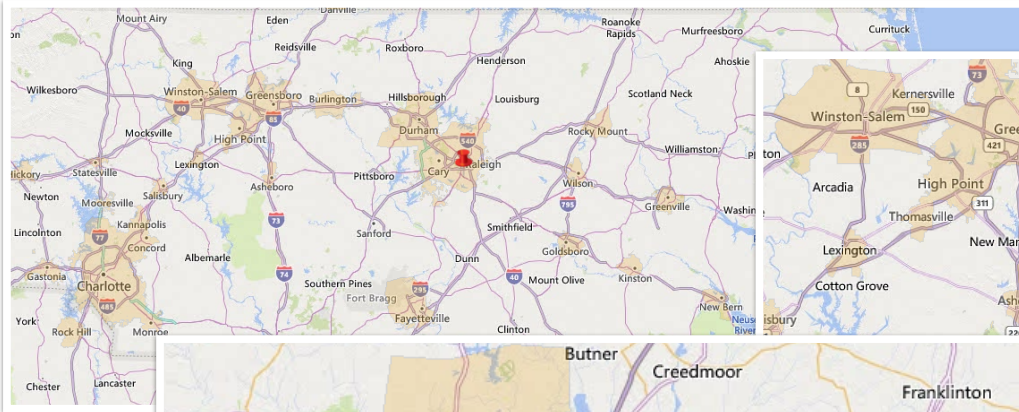 Mount Airy
Eden
Danville
Roanoke
Rapids
Murfreesboro
Currituck
King
Reidsville
Roxboro
Henderson
Ahoskie
Wilkesboro
Winston-Salem
Greensboro
Burlington
Hillsborough
Louisburg
Scotland Neck
40
85
Durham
540
Rocky Mount
Mocksville
High Point
Williamston
Hickory
Statesville
Lexington
Pittsboro
Cary
Raleigh
Wilson
Asheboro
Newton
Mooresville
Salisbury
795
Greenville
Washin
Lincolnton
77
Kannapolis
Concord
73
Sanford
Smithfield
Goldsboro
Albemarle
Dunn
Gastonia
Charlotte
74
Southern Pines
Fort Bragg
295
40
Mount Olive
Kinston
485
Fayetteville
New Bern
York
Rock Hill
Monroe
Clinton
Neuse
River
Chester
Lancaster
73
8
Kernersville
150
Winston-Salem
Gree
285
421
Arcadia
High Point
311
Thomasville
Lexington
New Mar
Cotton Grove
Ash
isbury
220
Butner
Creedmoor
Franklinton